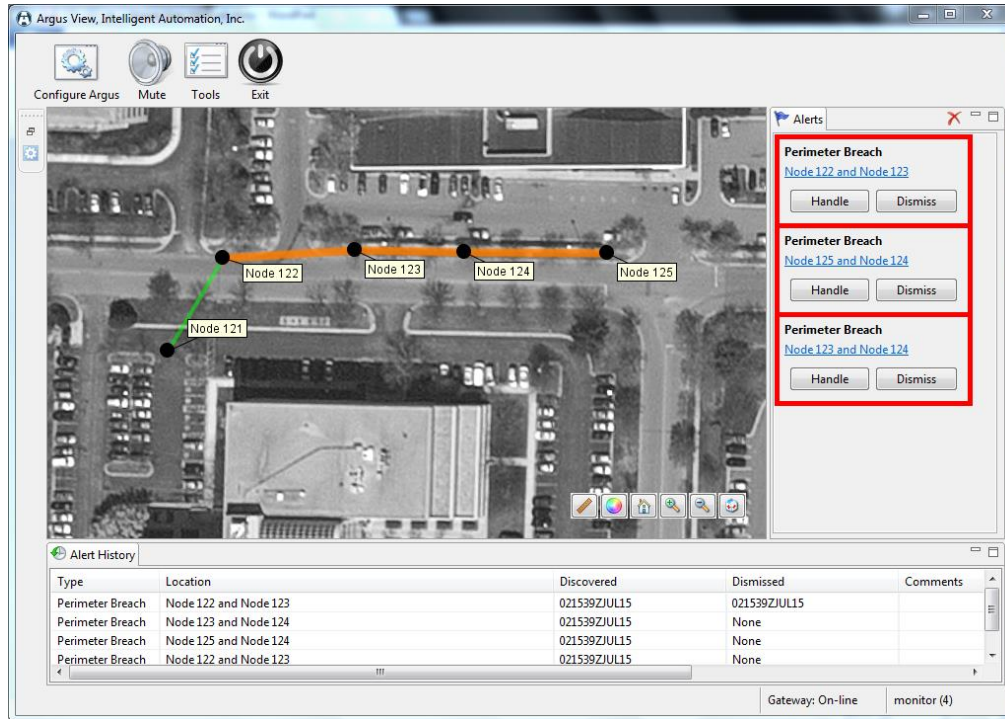 Argus View, Intelligent Automation, Inc.
Configure Argus Mute Tools Exit
Alerts
Perimeter Breach
Node 122 and Node 123
Handle Dismiss
Perimeter Breach
Node 125 and Node 124
Handle Dismiss
Perimeter Breach
Node 123 and Node 124
Handle Dismiss
Node 122
Node 123
Node 124
Node 125
Node 121
Alert History
Type Location Discovered Dismissed Comments
Perimeter Breach Node 122 and Node 123 021539ZJUL15 021539ZJUL15
Perimeter Breach Node 123 and Node 124 021539ZJUL15 None
Perimeter Breach Node 125 and Node 124 021539ZJUL15 None
Perimeter Breach Node 122 and Node 123 021539ZJUL15 None
Gateway: On-line monitor (4)